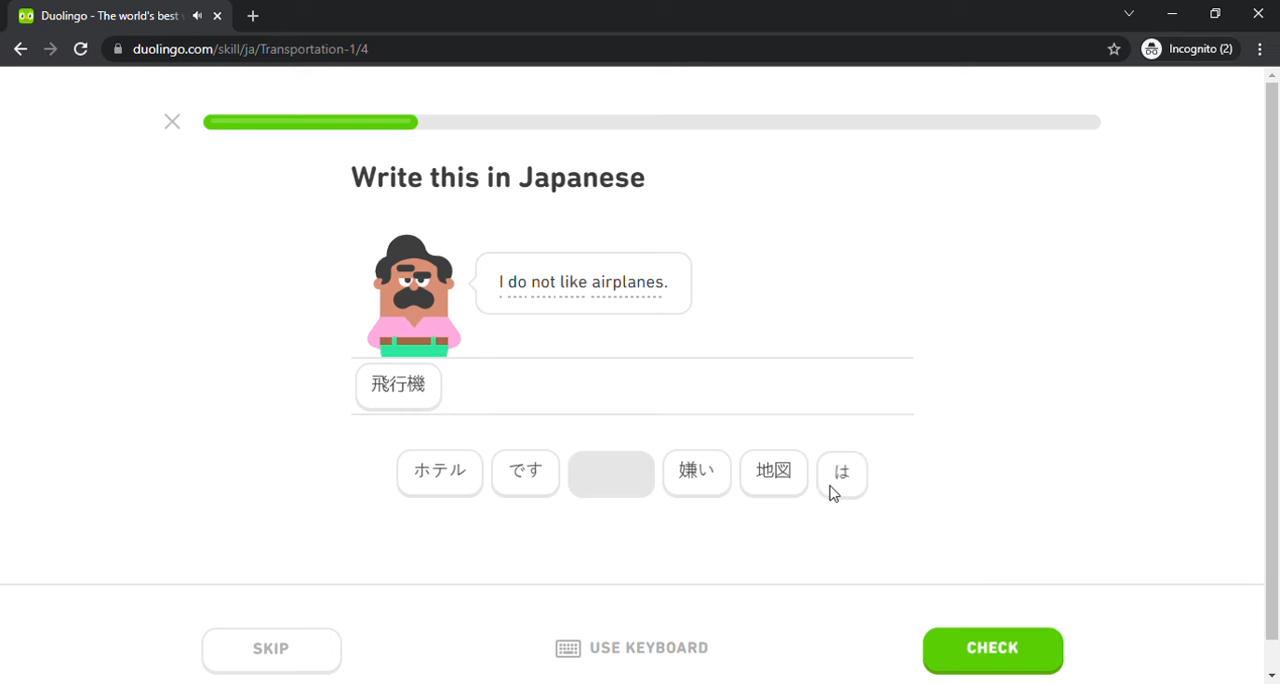 Duolingo - The world's best
duolingo.com/skill/ja/Transportation-1/4
Incognito (2)
Write this in Japanese
I do not like airplanes.
飛行機
ホテル です 嫌い 地図 は
SKIP USE KEYBOARD CHECK